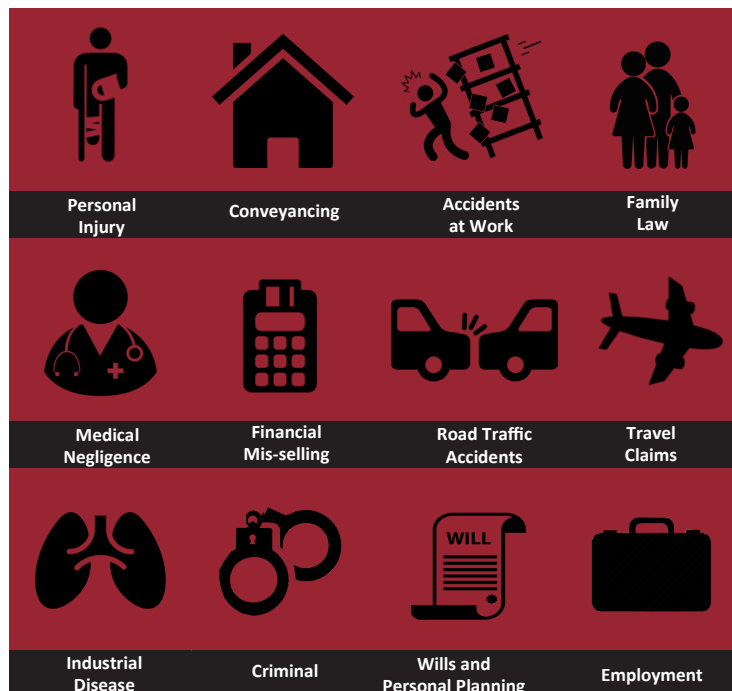 Personal
Injury
Conveyancing
Accidents
at Work
Family
Law
Medical
Negligence
Financial
Mis-selling
Road Traffic
Accidents
Travel
Claims
WILL
Industrial
Disease
Criminal
Wills and
Personal Planning
Employment